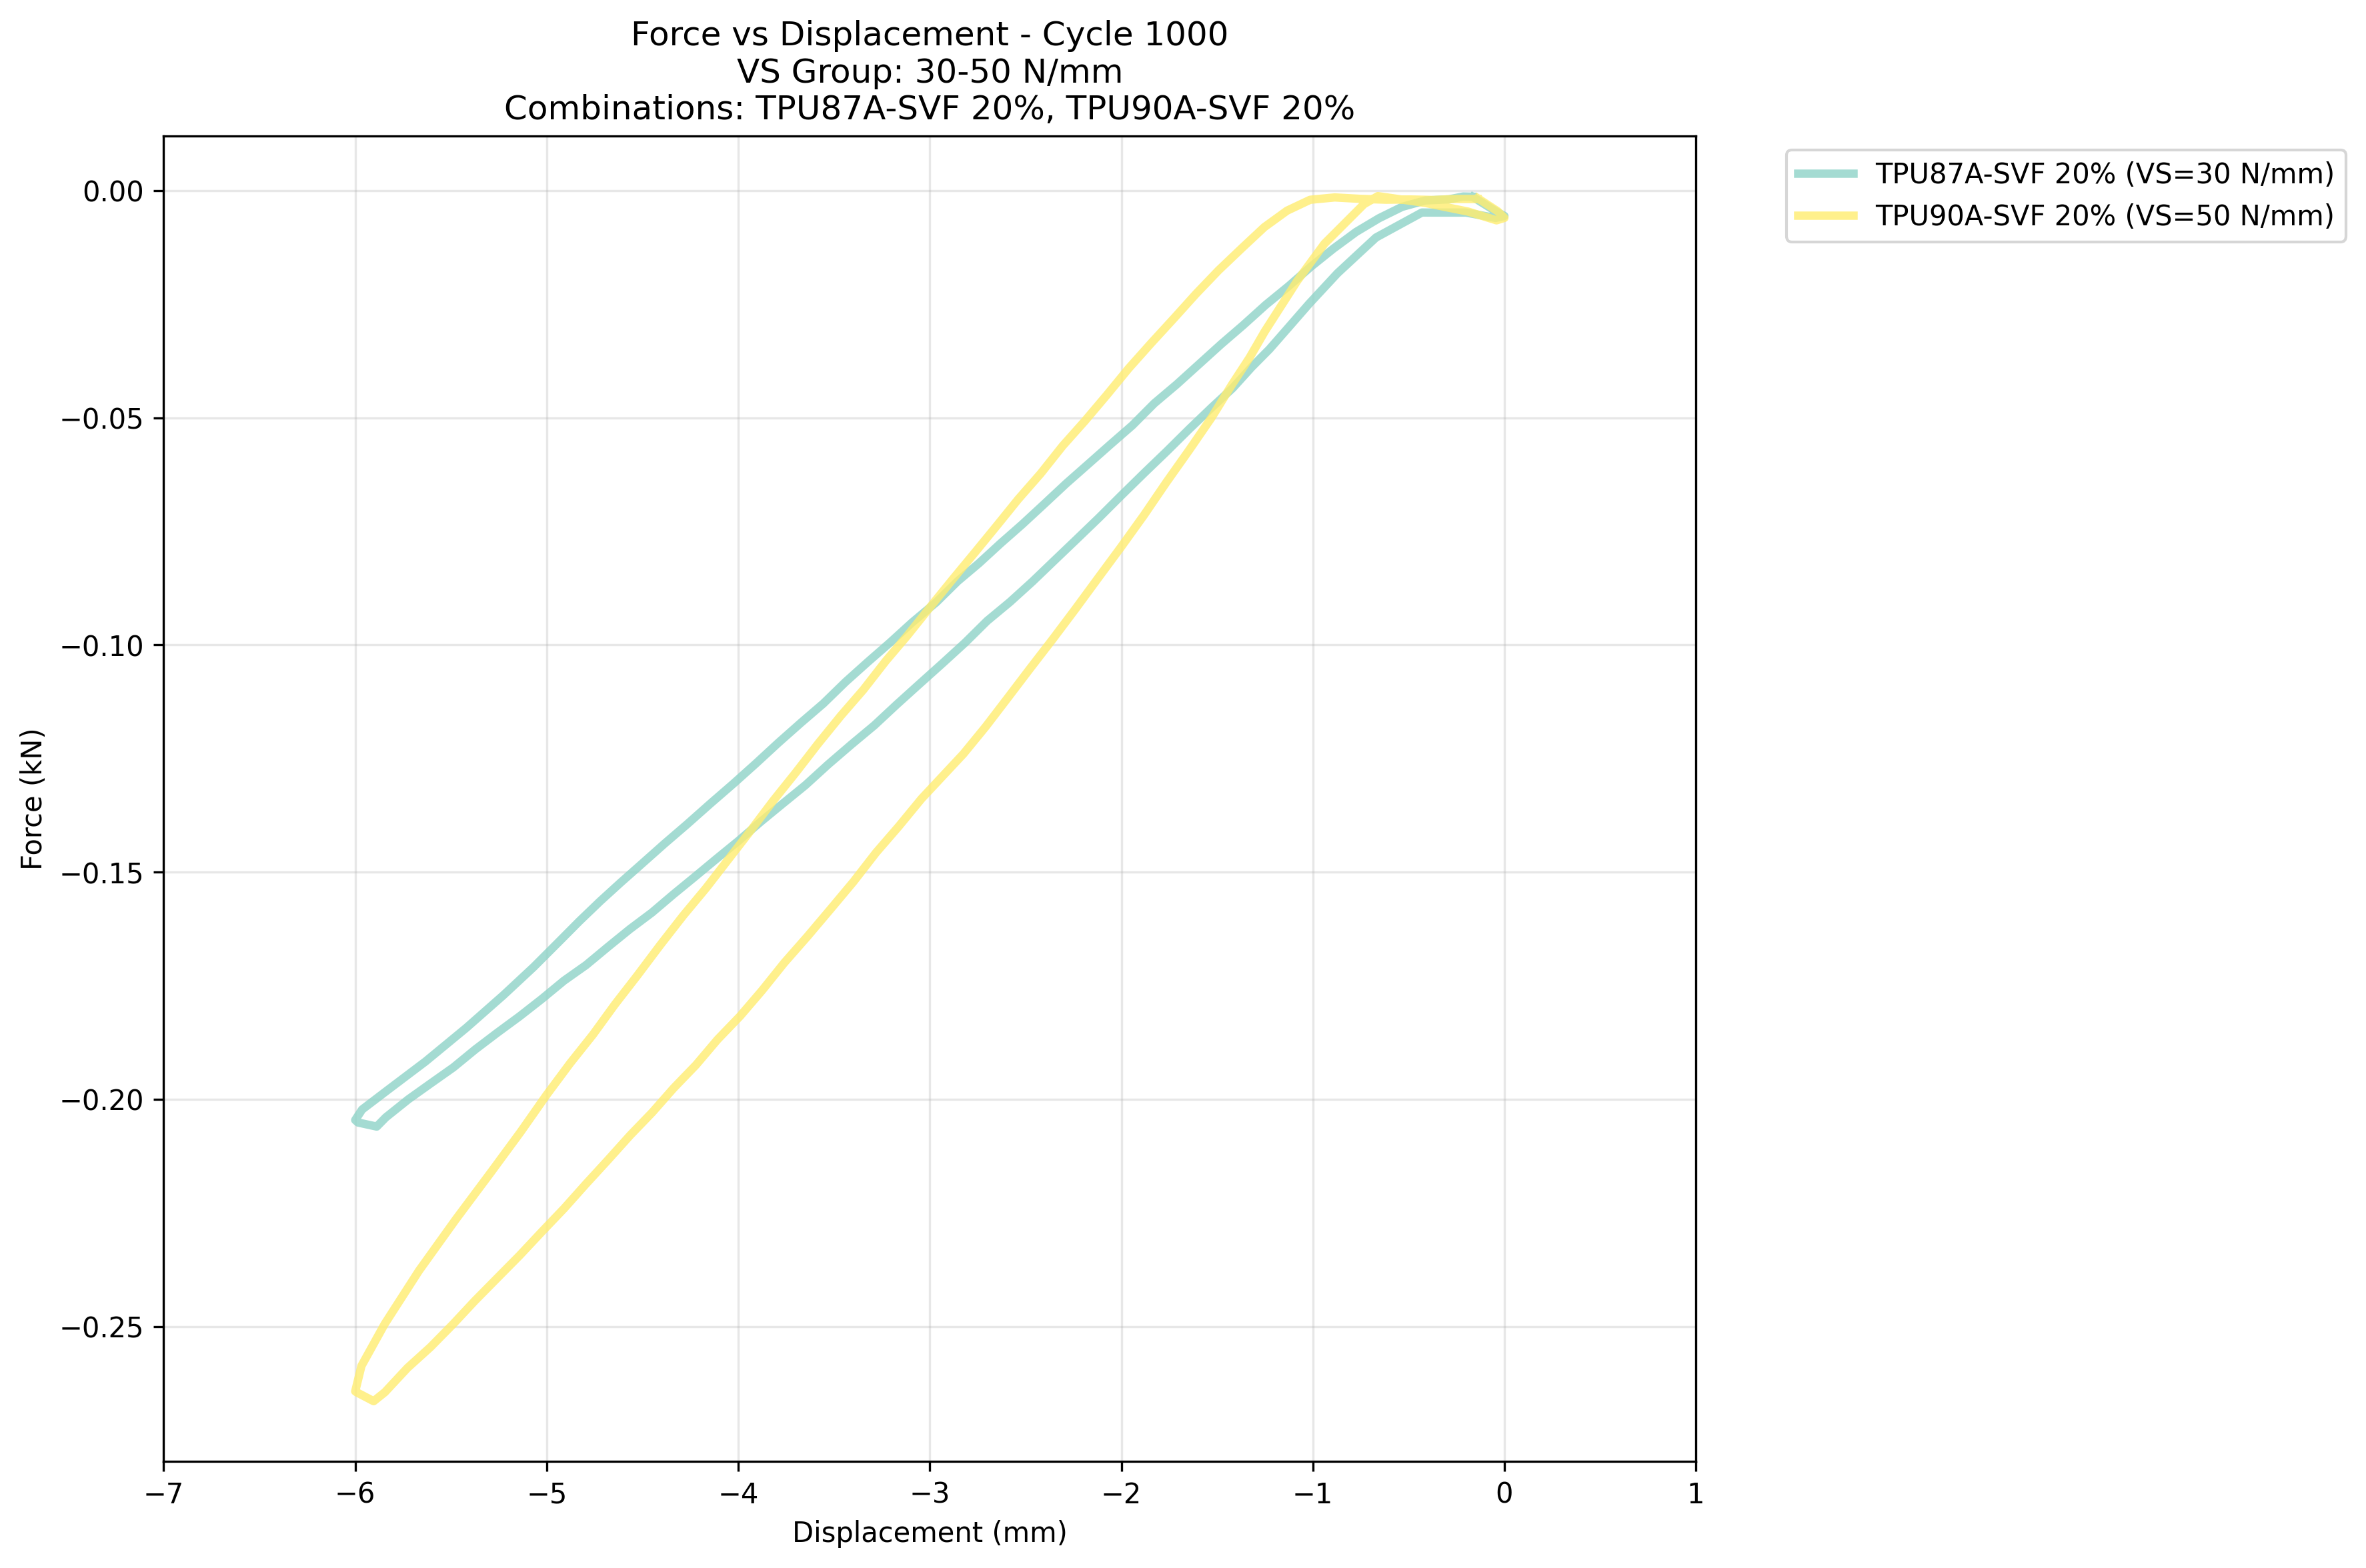 Force vs Displacement - Cycle 1000
VS Group: 30-50 N/mm
Combinations: TPU87A-SVF 20%, TPU90A-SVF 20%
TPU87A-SVF 20% (VS=30 N/mm)
TPU90A-SVF 20% (VS=50 N/mm)
Force (kN)
0.00
−0.05
−0.10
−0.15
−0.20
−0.25
−7 −6 −5 −4 −3 −2 −1 0 1
Displacement (mm)